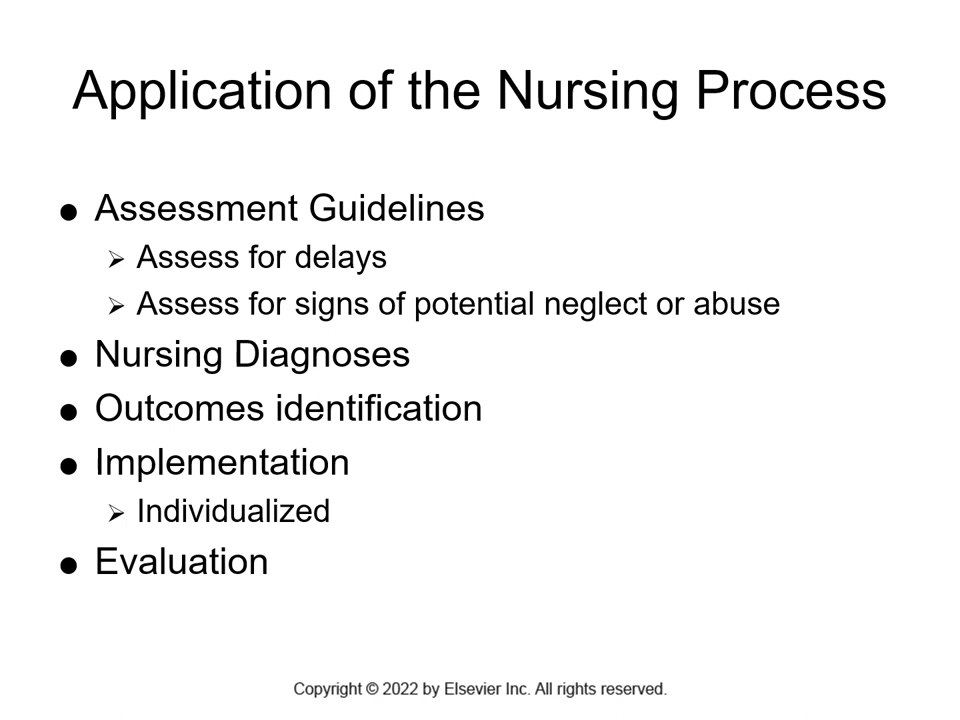 Application of the Nursing Process
● Assessment Guidelines
➢ Assess for delays
➢ Assess for signs of potential neglect or abuse
● Nursing Diagnoses
● Outcomes identification
● Implementation
➢ Individualized
● Evaluation
Copyright © 2022 by Elsevier Inc. All rights reserved.